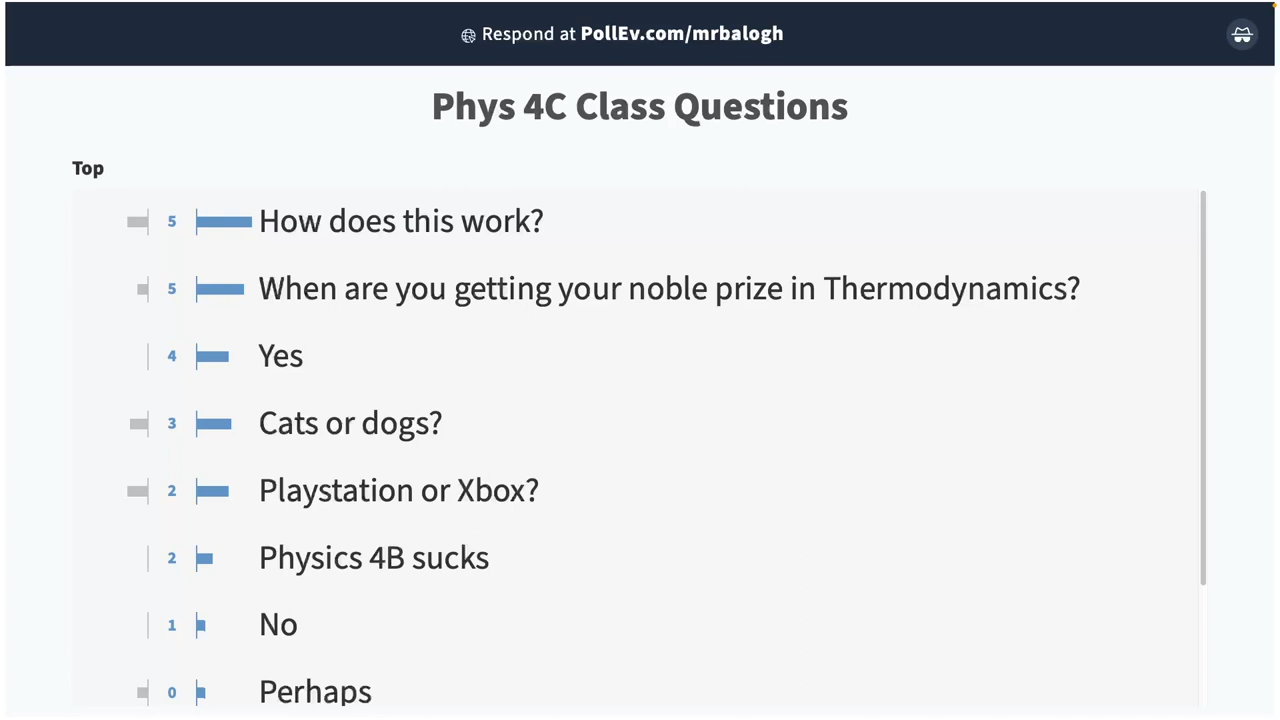 Respond at PollEv.com/mrbalogh
Phys 4C Class Questions
Top
5 How does this work?
5 When are you getting your noble prize in Thermodynamics?
4 Yes
3 Cats or dogs?
2 Playstation or Xbox?
2 Physics 4B sucks
1 No
0 Perhaps